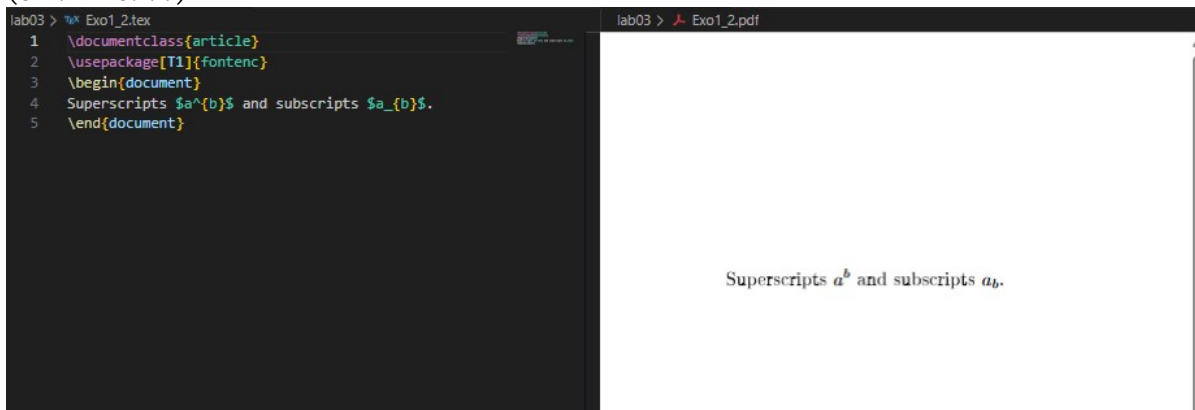 lab03 > TEX Exo1_2.tex
1 \documentclass{article}
2 \usepackage[T1]{fontenc}
3 \begin{document}
4 Superscripts $a^{b}$ and subscripts $a_{b}$.
5 \end{document}
lab03 > Exo1_2.pdf
Superscripts a^b and subscripts a_b.